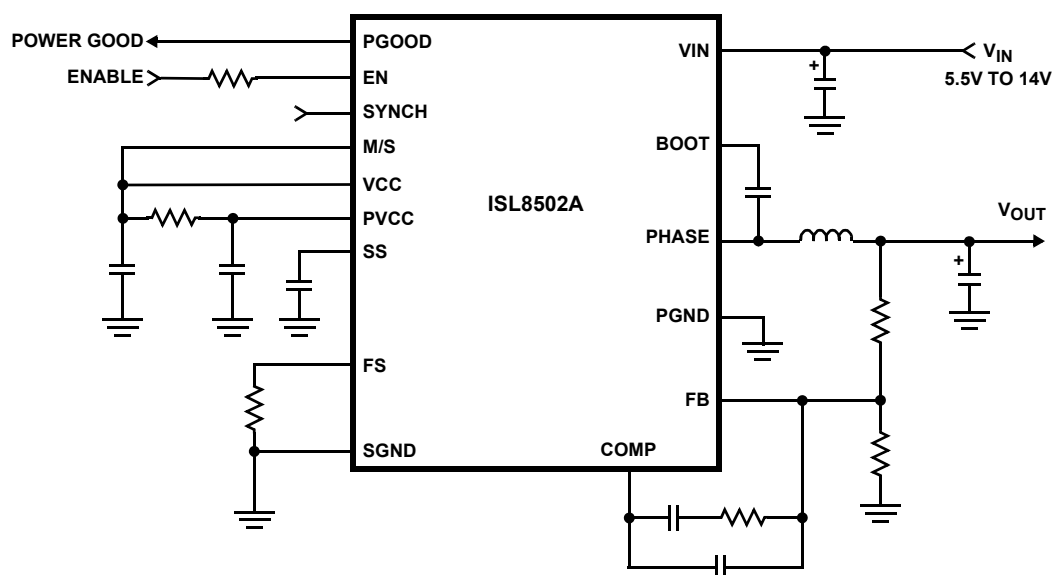 POWER GOOD
ENABLE
PGOOD
EN
SYNCH
M/S
VCC
PVCC
SS
FS
SGND
ISL8502A
COMP
VIN
BOOT
PHASE
PGND
FB
+
VIN
5.5V TO 14V
VOUT
+